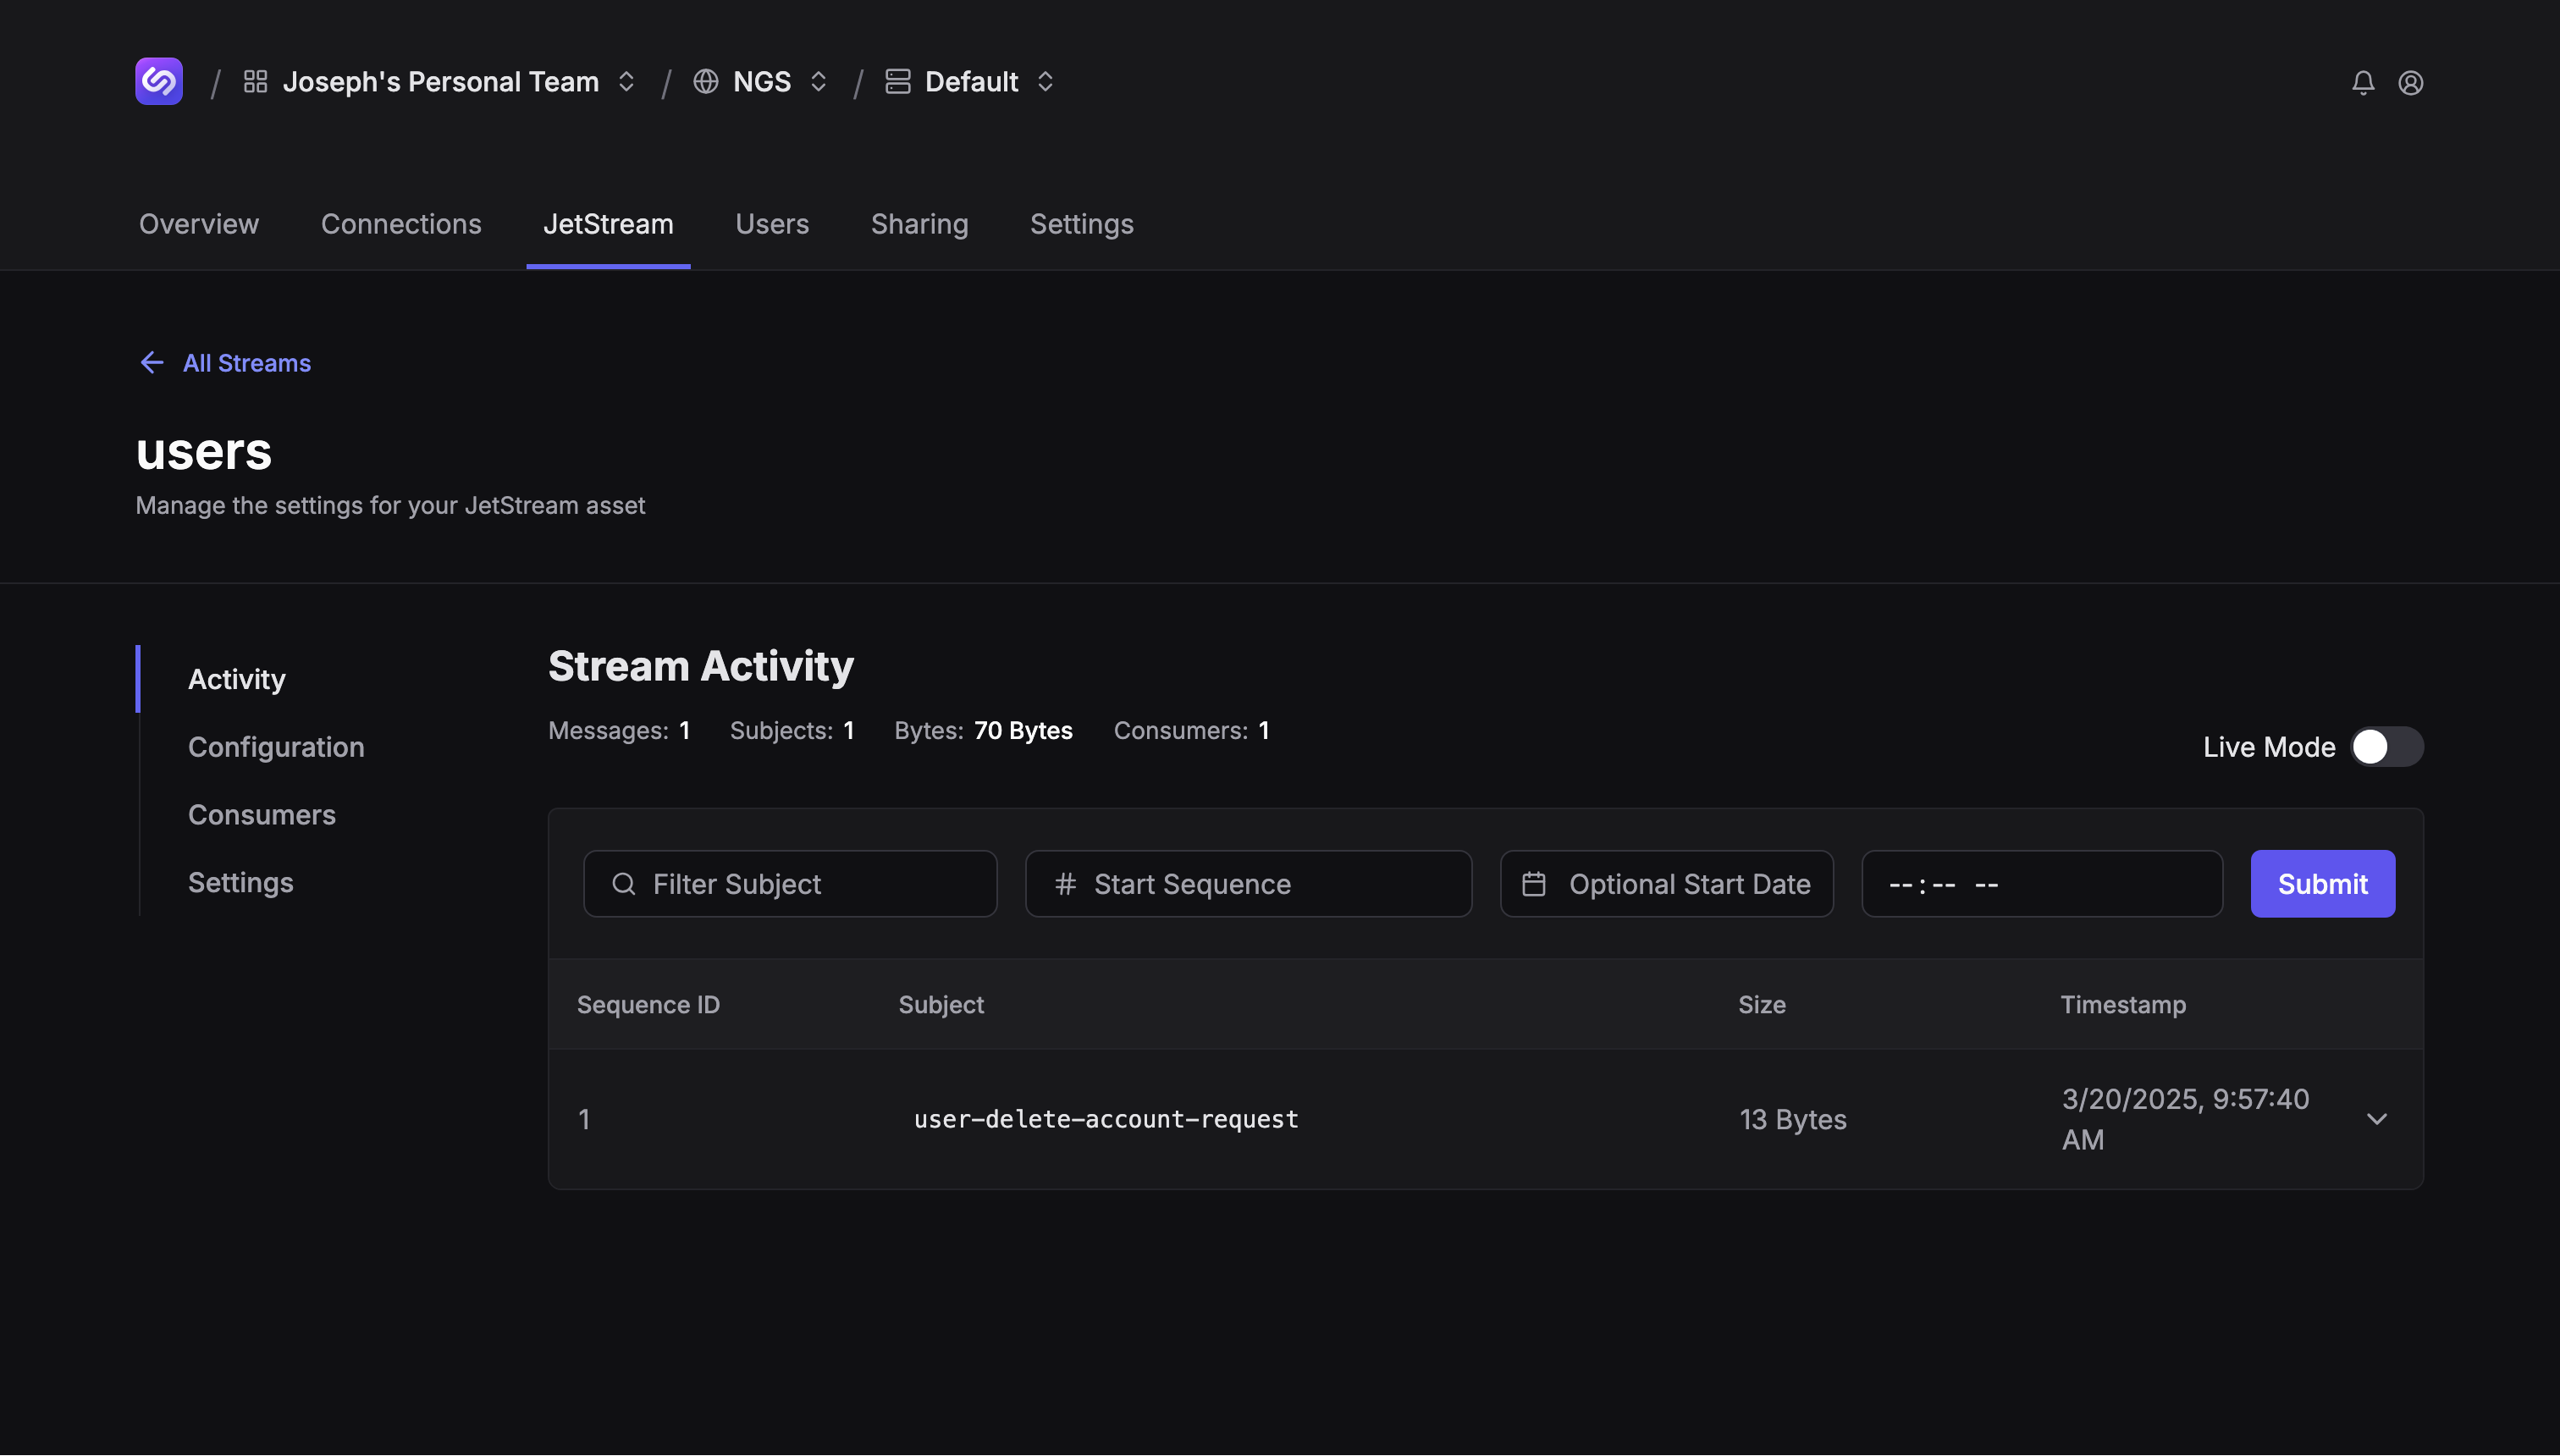 / Joseph's Personal Team / NGS / Default
Overview Connections JetStream Users Sharing Settings
All Streams
users
Manage the settings for your JetStream asset
Activity
Configuration
Consumers
Settings
Stream Activity
Messages: 1 Subjects: 1 Bytes: 70 Bytes Consumers: 1
Live Mode
Filter Subject # Start Sequence Optional Start Date --:-- -- Submit
Sequence ID Subject Size Timestamp
1 user-delete-account-request 13 Bytes 3/20/2025, 9:57:40
AM